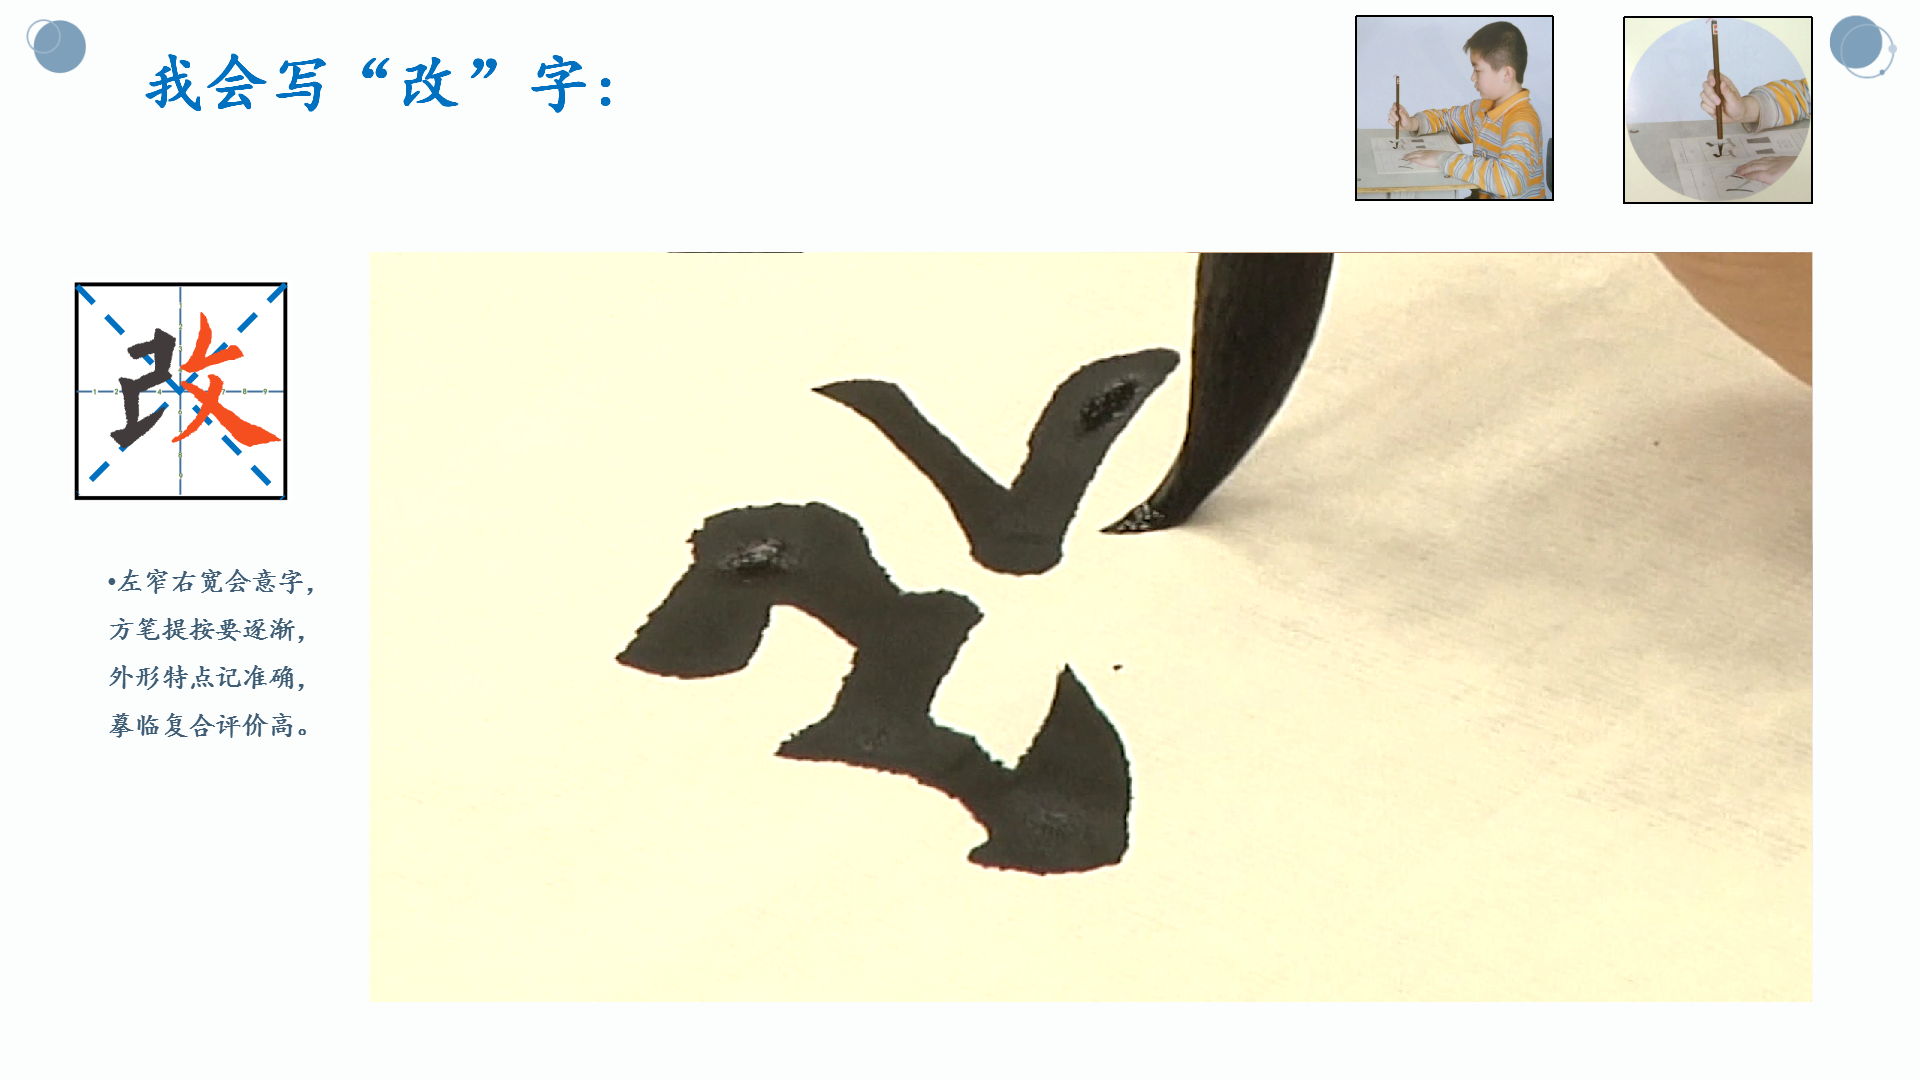 我会写“改”字：
改
•左窄右宽会意字，
方笔提按要逐渐，
外形特点记准确，
摹临复合评价高。